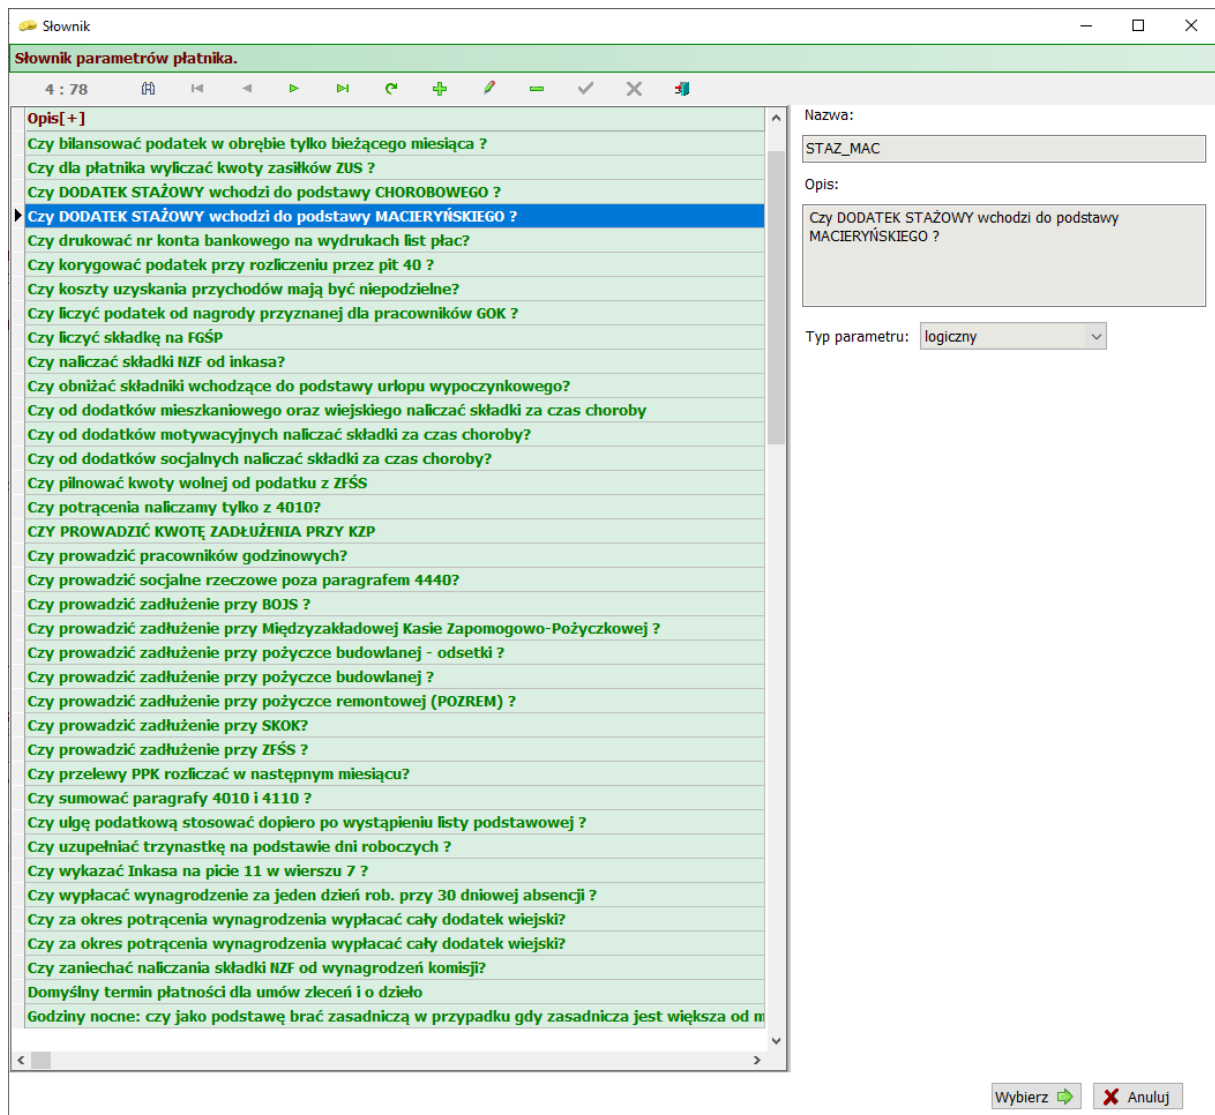 Słownik
Słownik parametrów płatnika.
4 : 78
Opis[+]
Czy bilansować podatek w obrębie tylko bieżącego miesiąca ?
Czy dla płatnika wyliczać kwoty zasiłków ZUS ?
Czy DODATEK STAŻOWY wchodzi do podstawy CHOROBOWEGO ?
Czy DODATEK STAŻOWY wchodzi do podstawy MACIERYŃSKIEGO ?
Czy drukować nr konta bankowego na wydrukach list płac?
Czy korygować podatek przy rozliczeniu przez pit 40 ?
Czy koszty uzyskania przychodów mają być niepodzielne?
Czy liczyć podatek od nagrody przyznanej dla pracowników GOK ?
Czy liczyć składkę na FGŚP
Czy naliczać składki NZF od inkasa?
Czy obniżać składniki wchodzące do podstawy urlopu wypoczynkowego?
Czy od dodatków mieszkaniowego oraz wiejskiego naliczać składki za czas choroby
Czy od dodatków motywacyjnych naliczać składki za czas choroby?
Czy od dodatków socjalnych naliczać składki za czas choroby?
Czy pilnować kwoty wolnej od podatku z ZFŚS
Czy potrącenia naliczamy tylko z 4010?
CZY PROWADZIĆ KWOTĘ ZADŁUŻENIA PRZY KZP
Czy prowadzić pracowników godzinowych?
Czy prowadzić socjalne rzeczowe poza paragrafem 4440?
Czy prowadzić zadłużenie przy BOJS ?
Czy prowadzić zadłużenie przy Międzyzakładowej Kasie Zapomogowo-Pożyczkowej ?
Czy prowadzić zadłużenie przy pożyczce budowlanej - odsetki ?
Czy prowadzić zadłużenie przy pożyczce budowlanej ?
Czy prowadzić zadłużenie przy pożyczce remontowej (POZREM) ?
Czy prowadzić zadłużenie przy SKOK?
Czy prowadzić zadłużenie przy ZFŚS ?
Czy przelewy PPK rozliczać w następnym miesiącu?
Czy sumować paragrafy 4010 i 4110 ?
Czy ulgę podatkową stosować dopiero po wystąpieniu listy podstawowej ?
Czy uzupełniać trzynastkę na podstawie dni roboczych ?
Czy wykazać Inkasa na picie 11 w wierszu 7 ?
Czy wypłacać wynagrodzenie za jeden dzień rob. przy 30 dniowej absencji ?
Czy za okres potrącenia wynagrodzenia wypłacać cały dodatek wiejski?
Czy za okres potrącenia wynagrodzenia wypłacać cały dodatek wiejski?
Czy zaniechać naliczania składki NZF od wynagrodzeń komisji?
Domyślny termin płatności dla umów zleceń i o dzieło
Godziny nocne: czy jako podstawę brać zasadniczą w przypadku gdy zasadnicza jest większa od m
Nazwa:
STAZ_MAC
Opis:
Czy DODATEK STAŻOWY wchodzi do podstawy
MACIERYŃSKIEGO ?
Typ parametru: logiczny
Wybierz Anuluj